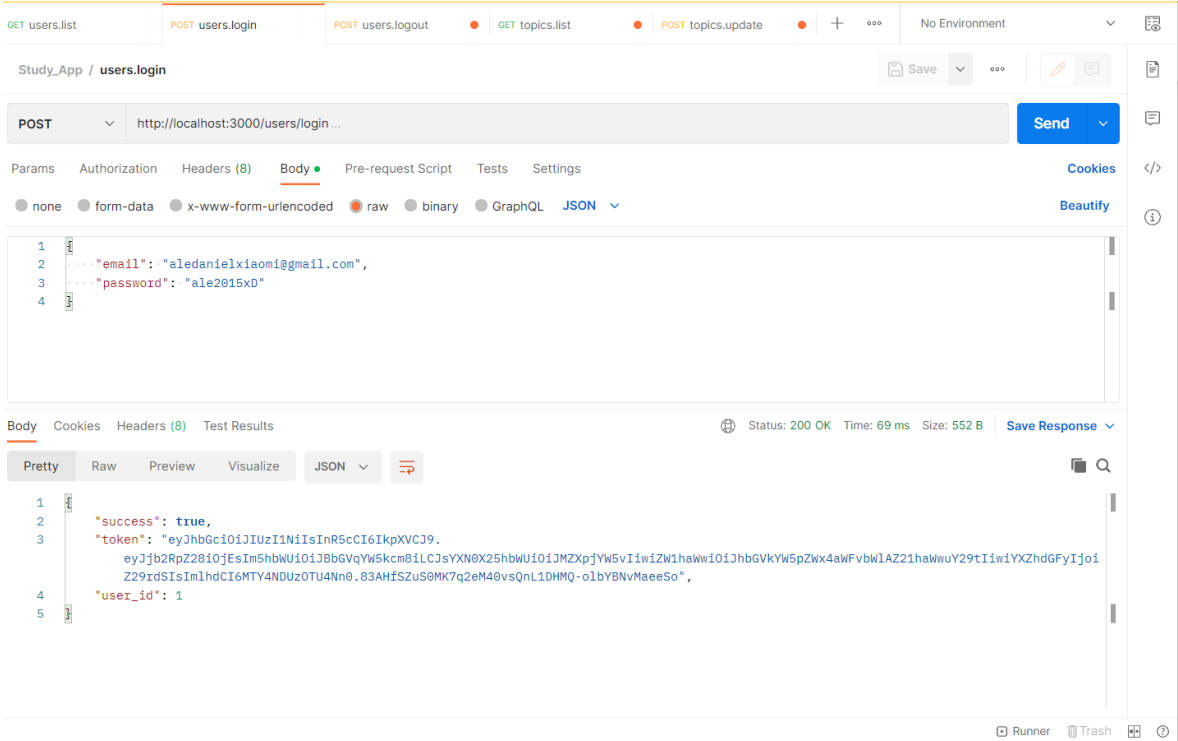 GET users.list POST users.login POST users.logout GET topics.list POST topics.update No Environment
Study_App / users.login Save
POST http://localhost:3000/users/login... Send
Params Authorization Headers (8) Body Pre-request Script Tests Settings Cookies
none form-data x-www-form-urlencoded raw binary GraphQL JSON Beautify
1 {
2 "email": "aledanielxiaomi@gmail.com",
3 "password": "ale2015xD"
4 }
Body Cookies Headers (8) Test Results Status: 200 OK Time: 69 ms Size: 552 B Save Response
Pretty Raw Preview Visualize JSON
1 {
2 "success": true,
3 "token": "eyJhbGciOiJIUzI1NiIsInR5cCI6IkpXVCJ9.
eyJjb2RpZ28iOjEsIm5hbWUiOiJBbGVqYW5kcm8iLCJsYXN0X25hbWUiOiJMZXpjYW5vIiwiZW1haWwiOiJhbGVkYW5pZWx4aWFvbWlAZ21haWwuY29tIiwiYXZhdGFyIjoi
Z29rdSIsImlhdCI6MTY4NDUzOTU4Nn0.83AHfSZuS0MK7q2eM40vsQnL1DHMQ-olbYBNvMaeeSo",
4 "user_id": 1
5 }
Runner Trash